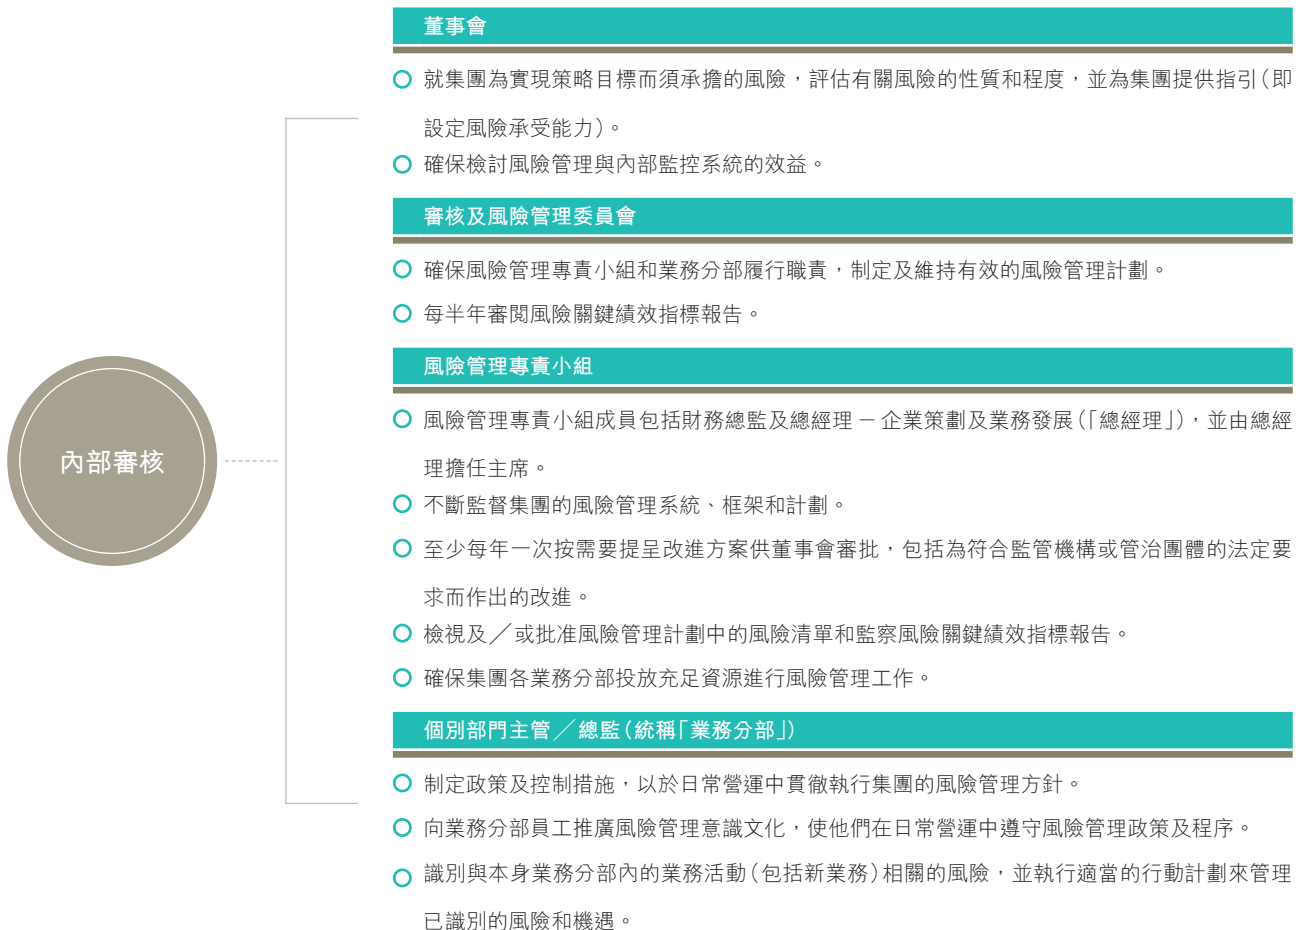 董事會
就集團為實現策略目標而須承擔的風險，評估有關風險的性質和程度，並為集團提供指引（即
設定風險承受能力）。
確保檢討風險管理與內部監控系統的效益。
審核及風險管理委員會
確保風險管理專責小組和業務分部履行職責，制定及維持有效的風險管理計劃。
每半年審閱風險關鍵績效指標報告。
風險管理專責小組
風險管理專責小組成員包括財務總監及總經理 — 企業策劃及業務發展（「總經理」），並由總經
理擔任主席。
內部審核
不斷監督集團的風險管理系統、框架和計劃。
至少每年一次按需要提呈改進方案供董事會審批，包括為符合監管機構或管治團體的法定要
求而作出的改進。
檢視及／或批准風險管理計劃中的風險清單和監察風險關鍵績效指標報告。
確保集團各業務分部投放充足資源進行風險管理工作。
個別部門主管／總監（統稱「業務分部」）
制定政策及控制措施，以於日常營運中貫徹執行集團的風險管理方針。
向業務分部員工推廣風險管理意識文化，使他們在日常營運中遵守風險管理政策及程序。
識別與本身業務分部內的業務活動（包括新業務）相關的風險，並執行適當的行動計劃來管理
已識別的風險和機遇。